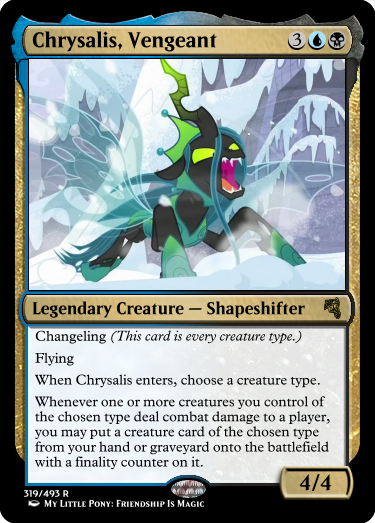 Chrysalis, Vengeant 3
Legendary Creature — Shapeshifter
Changeling (This card is every creature type.)
Flying
When Chrysalis enters, choose a creature type.
Whenever one or more creatures you control of
the chosen type deal combat damage to a player,
you may put a creature card of the chosen type
from your hand or graveyard onto the battlefield
with a finality counter on it.
4/4
319/493 R
My Little Pony: Friendship Is Magic